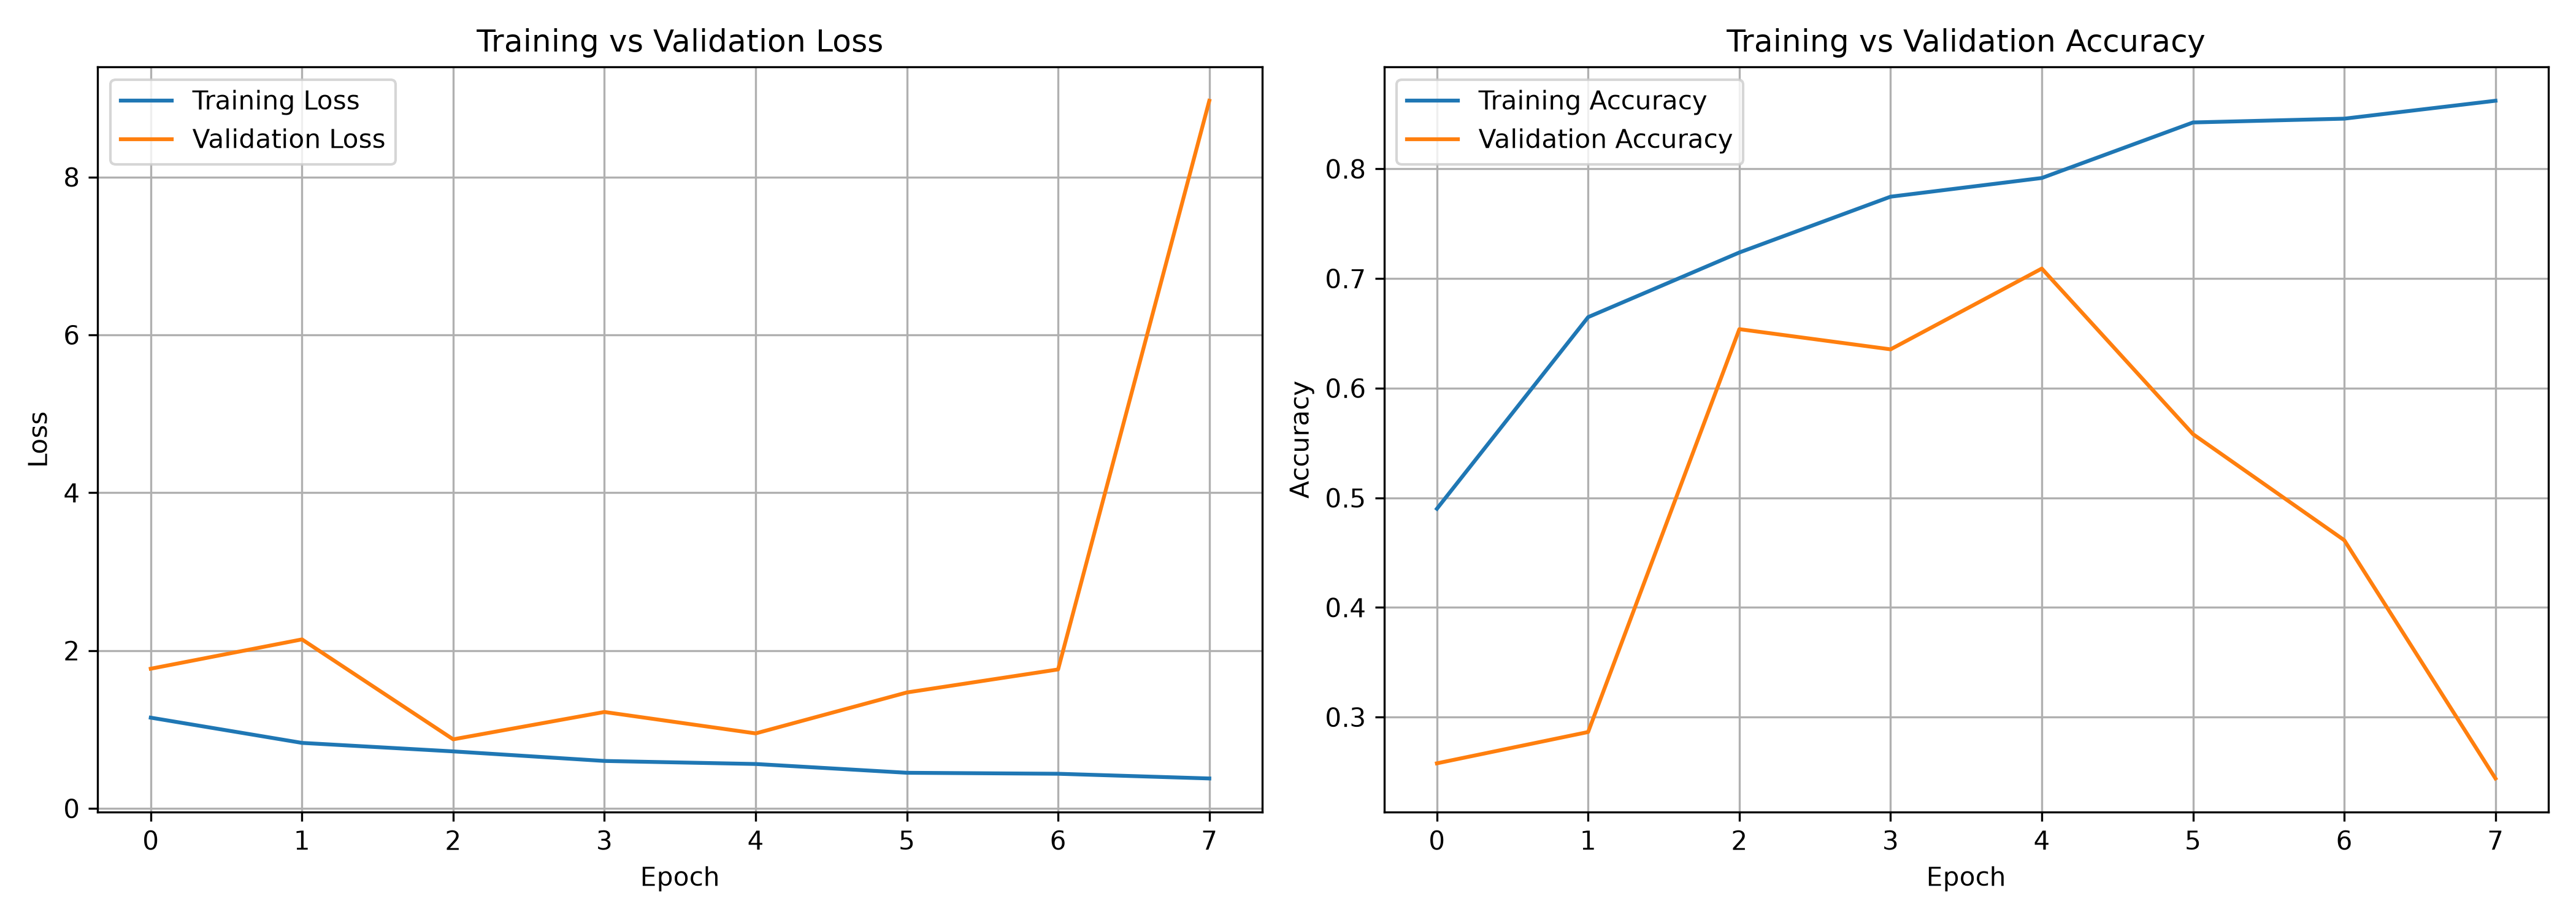 Training vs Validation Loss
Training Loss
Validation Loss
8
6
4
2
0
Loss
0 1 2 3 4 5 6 7
Epoch
Training vs Validation Accuracy
Training Accuracy
Validation Accuracy
0.8
0.7
0.6
0.5
0.4
0.3
Accuracy
0 1 2 3 4 5 6 7
Epoch